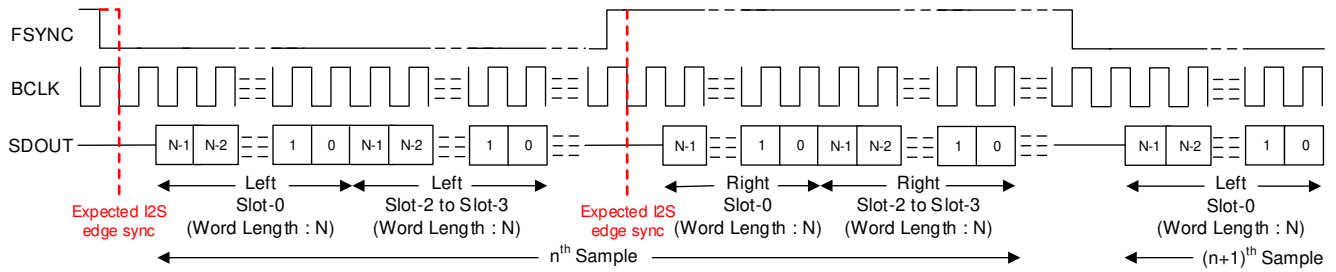 FSYNC
BCLK
SDOUT
N-1 N-2 1 0 N-1 N-2 1 0 N-1 1 0 N-1 N-2 1 0 N-1 N-2 1 0
Expected I2S
edge sync
Left
Slot-0
(Word Length : N)
Left
Slot-2 to Slot-3
(Word Length : N)
Expected I2S
edge sync
Right
Slot-0
(Word Length : N)
Right
Slot-2 to Slot-3
(Word Length : N)
Left
Slot-0
(Word Length : N)
nth Sample
(n+1)th Sample